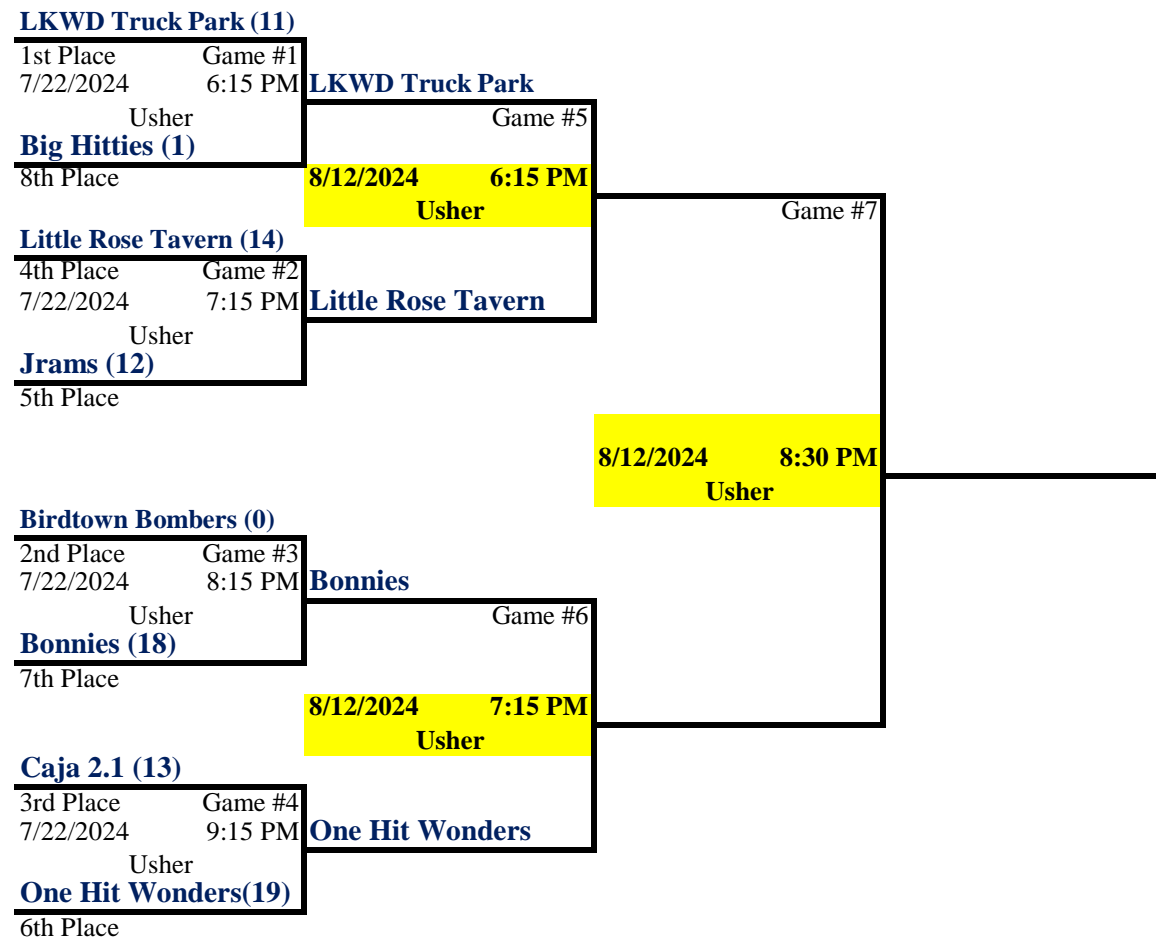 LKWD Truck Park (11)
1st Place Game #1
7/22/2024 6:15 PM
Usher
Big Hitties (1)
8th Place
LKWD Truck Park
Game #5
8/12/2024 6:15 PM
Usher
Little Rose Tavern (14)
4th Place Game #2
7/22/2024 7:15 PM
Usher
Jrams (12)
5th Place
Little Rose Tavern
Game #7
8/12/2024 8:30 PM
Usher
Birdtown Bombers (0)
2nd Place Game #3
7/22/2024 8:15 PM
Usher
Bonnies (18)
7th Place
Bonnies
Game #6
8/12/2024 7:15 PM
Usher
Caja 2.1 (13)
3rd Place Game #4
7/22/2024 9:15 PM
Usher
One Hit Wonders(19)
6th Place
One Hit Wonders